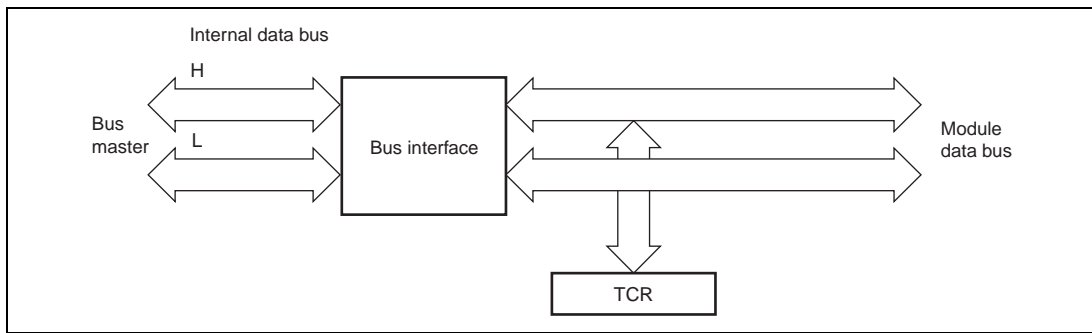 Internal data bus
H
Bus
master
L
Bus interface
Module
data bus
TCR